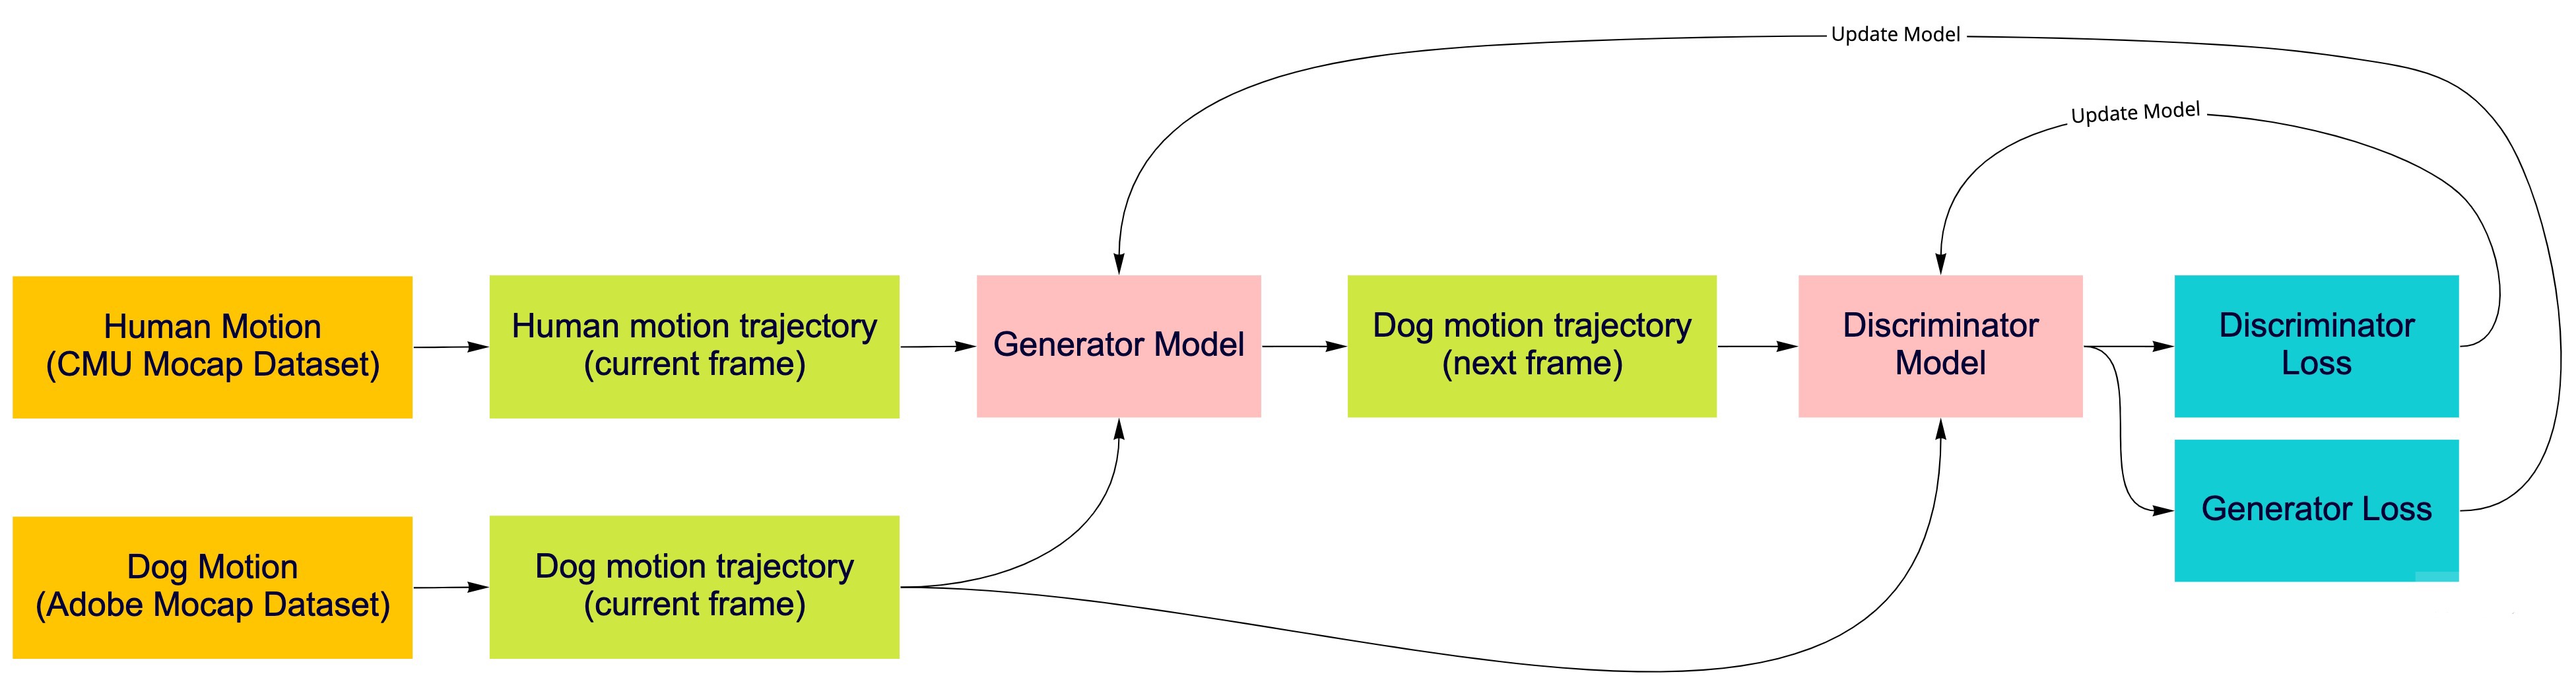 Update Model
Update Model
Human Motion
(CMU Mocap Dataset)
Human motion trajectory
(current frame)
Generator Model
Dog motion trajectory
(next frame)
Discriminator
Model
Discriminator
Loss
Generator Loss
Dog Motion
(Adobe Mocap Dataset)
Dog motion trajectory
(current frame)